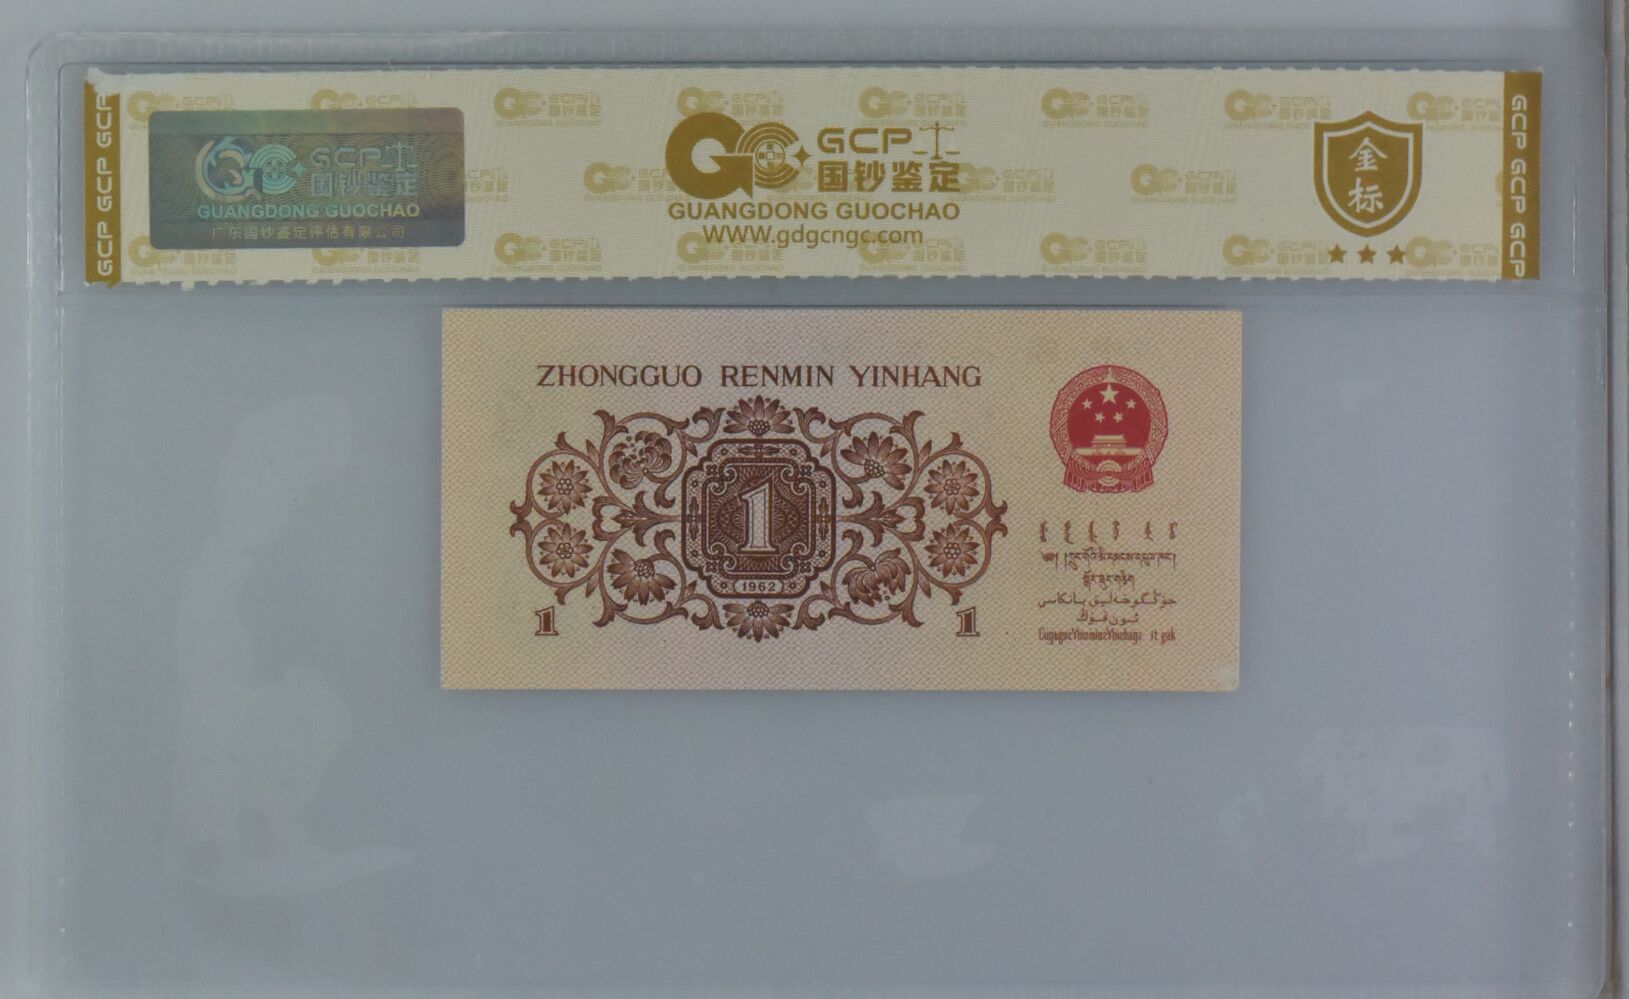 GCP GCP GCP
GCP 国钞鉴定
GUANGDONG GUOCHAO
广东国钞鉴定评估有限公司
GCP
国钞鉴定
GUANGDONG GUOCHAO
WWW.gdgcngc.com
金标
GCP GCP GCP
ZHONGGUO RENMIN YINHANG
1
(1962)
1
1